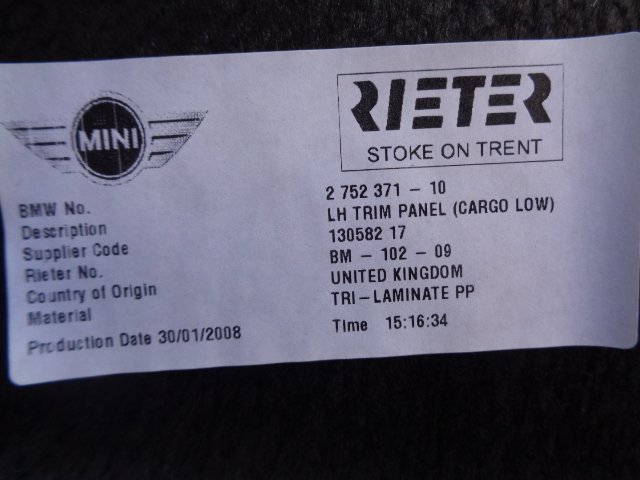 MINI
RIETER
STOKE ON TRENT
BMW No. 2 752 371 - 10
Description LH TRIM PANEL (CARGO LOW)
Supplier Code 130582 17
Rieter No. BM - 102 - 09
Country of Origin UNITED KINGDOM
Material TRI-LAMINATE PP
Production Date 30/01/2008 Time 15:16:34